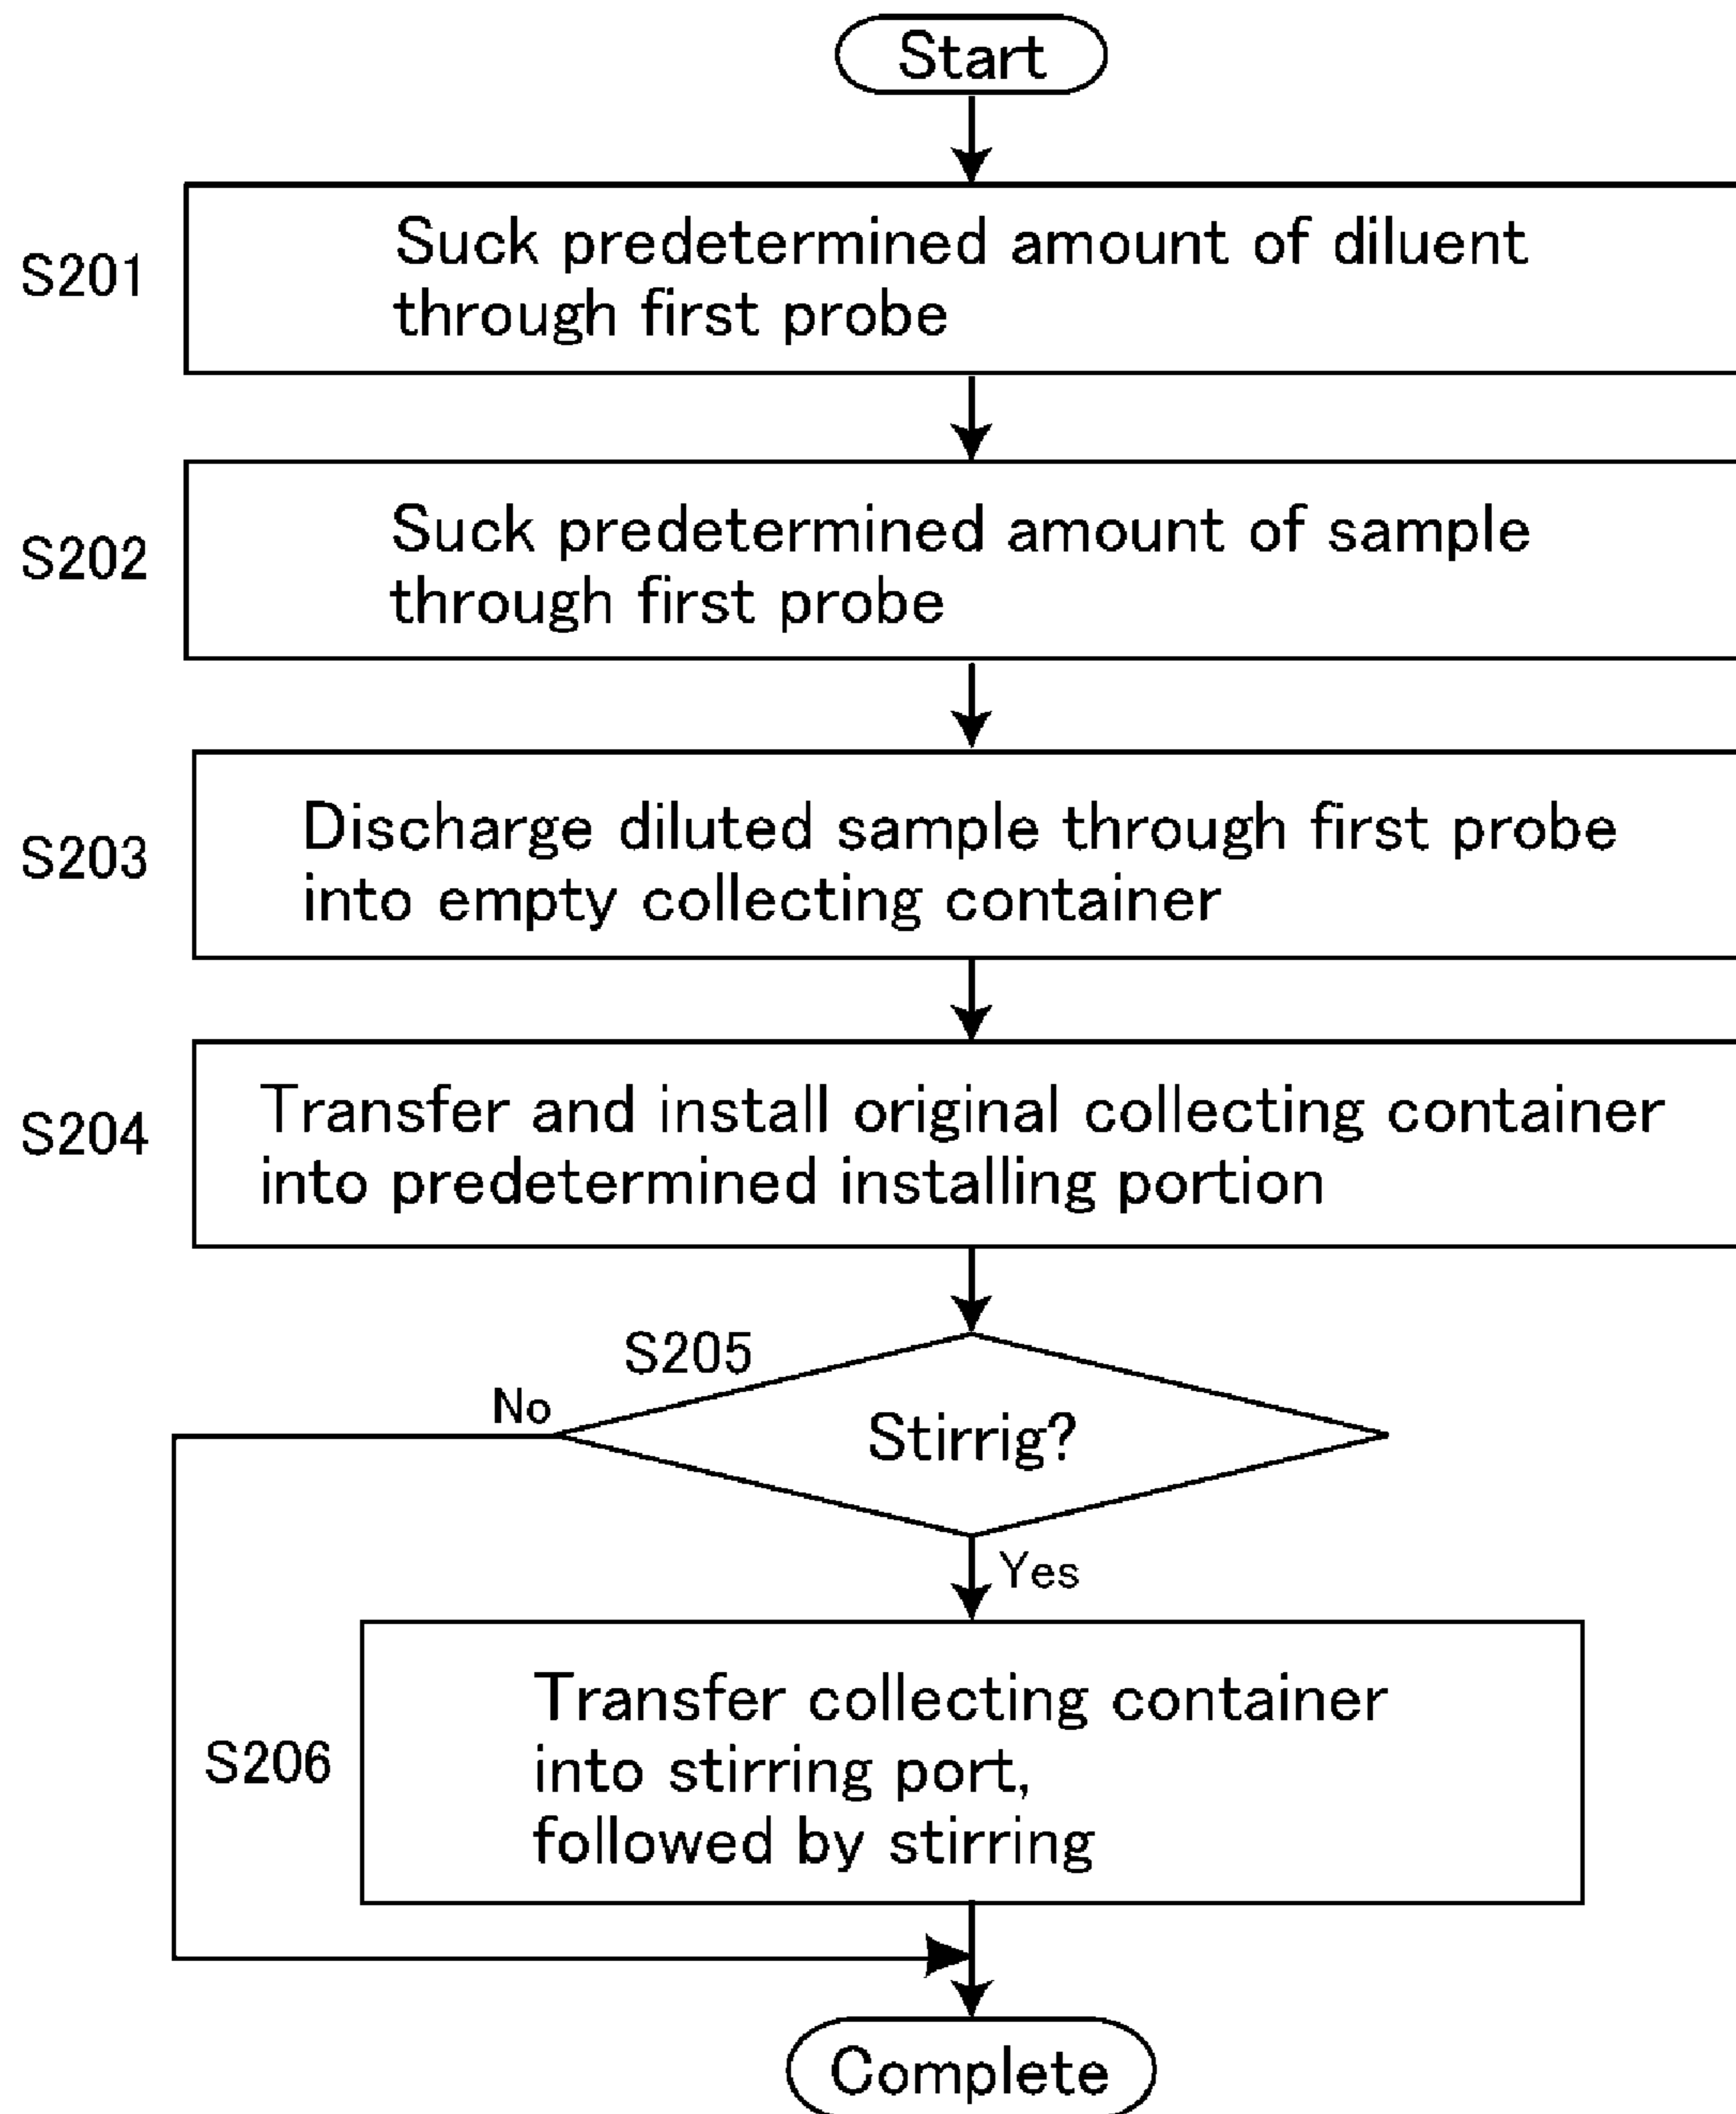 Start
S201
Suck predetermined amount of diluent
through first probe
S202
Suck predetermined amount of sample
through first probe
S203
Discharge diluted sample through first probe
into empty collecting container
S204
Transfer and install original collecting container
into predetermined installing portion
S205
No
Stirrig?
Yes
S206
Transfer collecting container
into stirring port,
followed by stirring
Complete